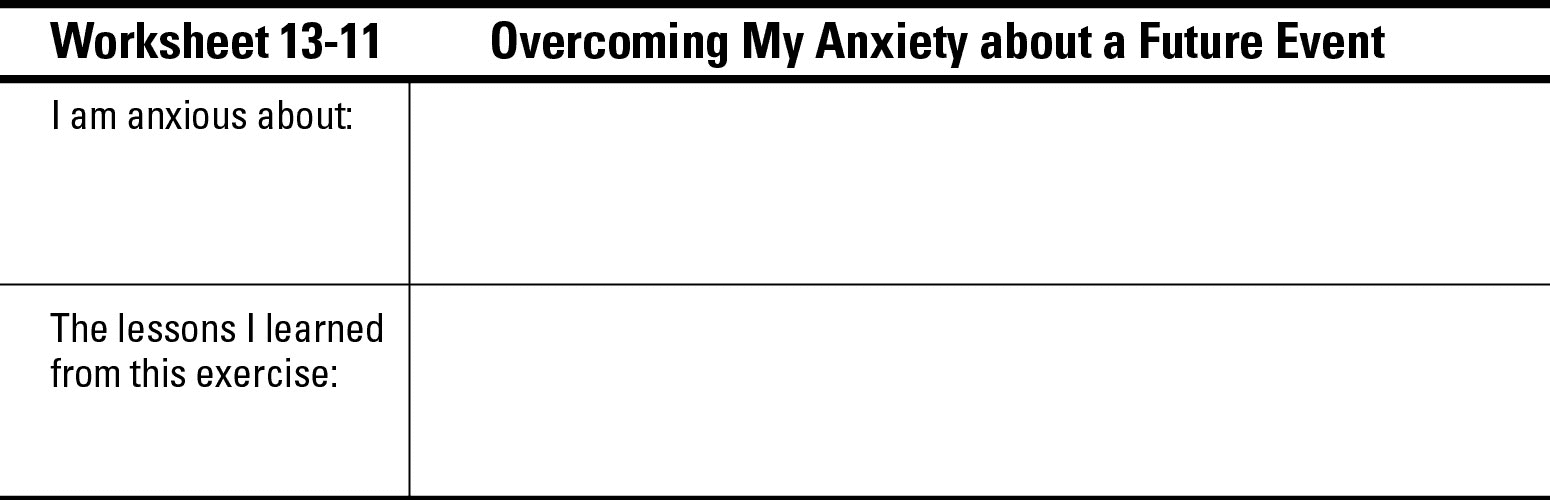 Worksheet 13-11 Overcoming My Anxiety about a Future Event
I am anxious about:
The lessons I learned
from this exercise: